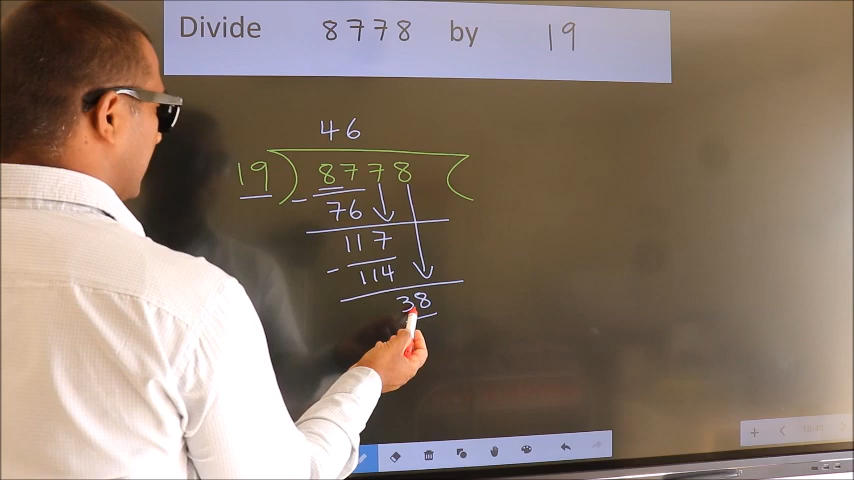 Divide 8778 by 19
46
19 ) 8778 (
- 76
117
- 114
38